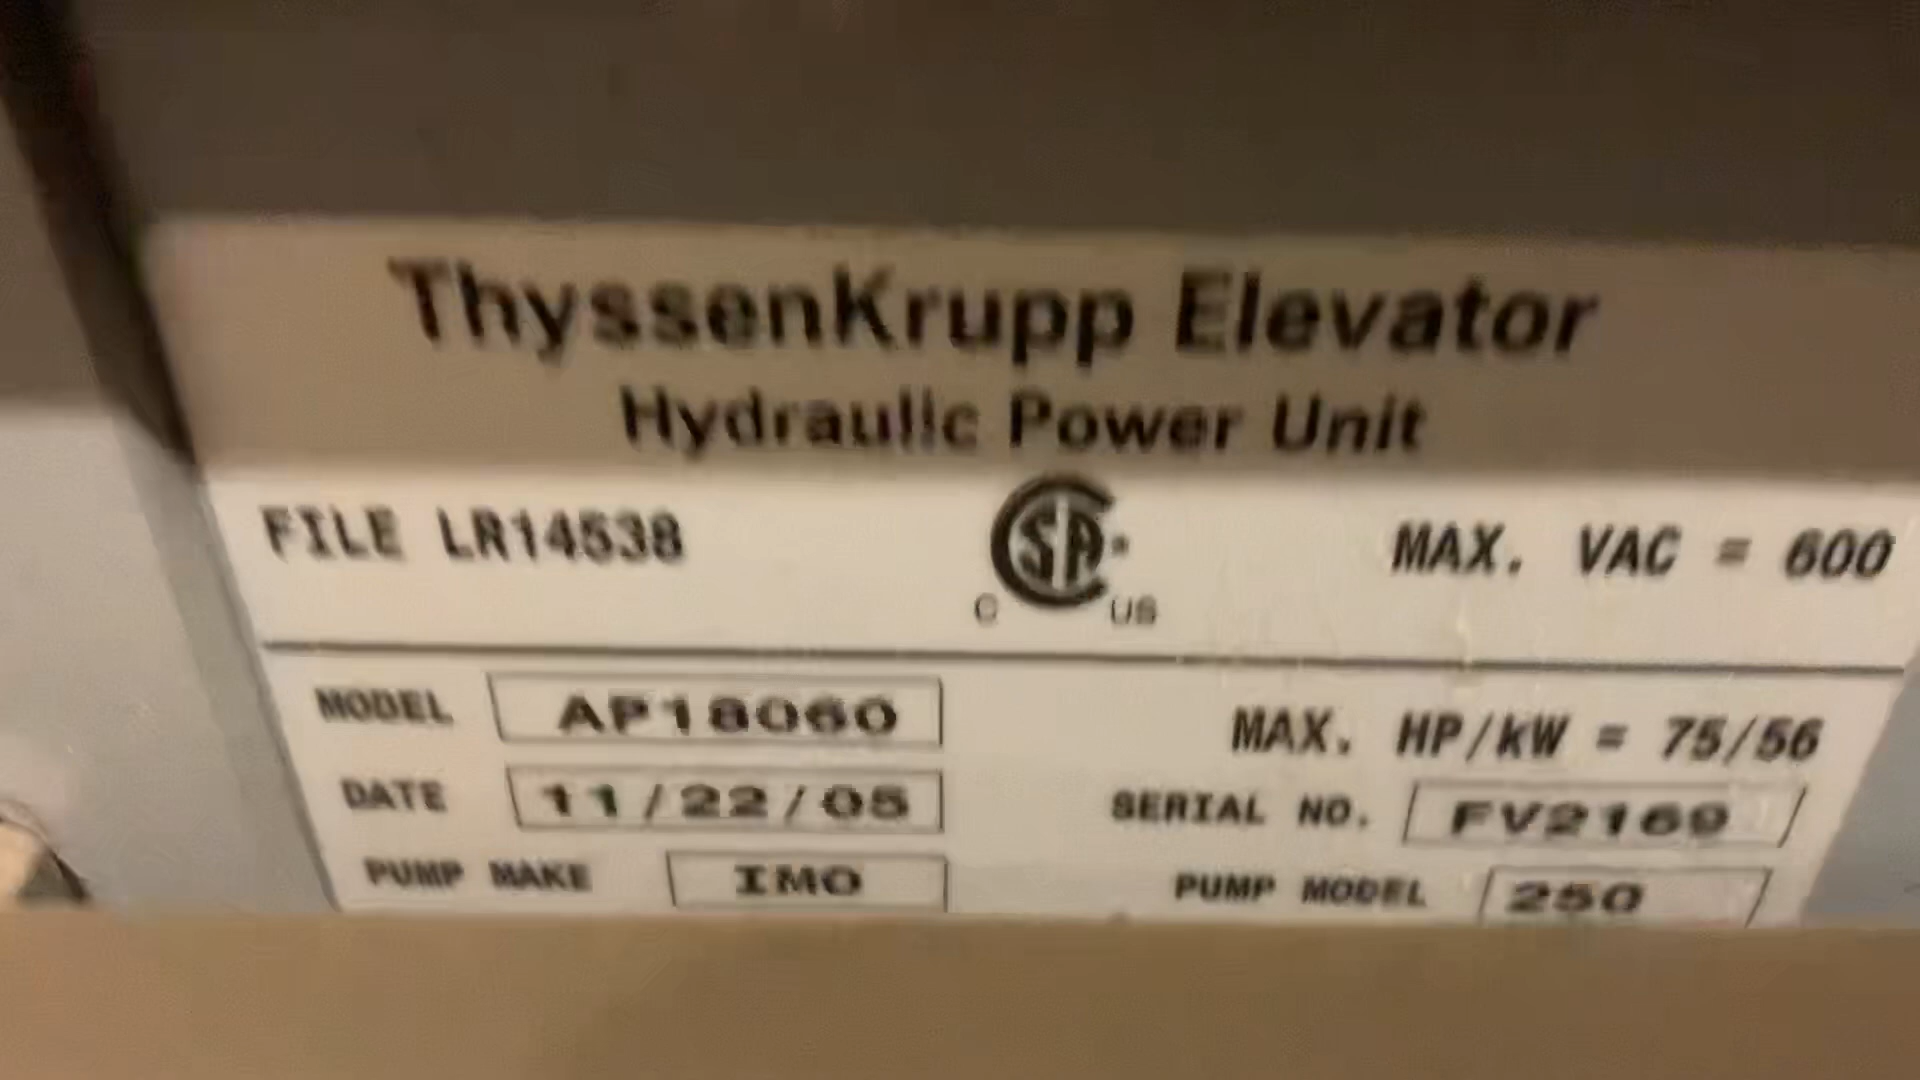 ThyssenKrupp Elevator
Hydraulic Power Unit
FILE LR14538
SA
C US
MAX. VAC = 600
MODEL AP18060
MAX. HP/kW = 75/56
DATE 11/22/05
SERIAL NO. FV2169
PUMP MAKE IMO
PUMP MODEL 250